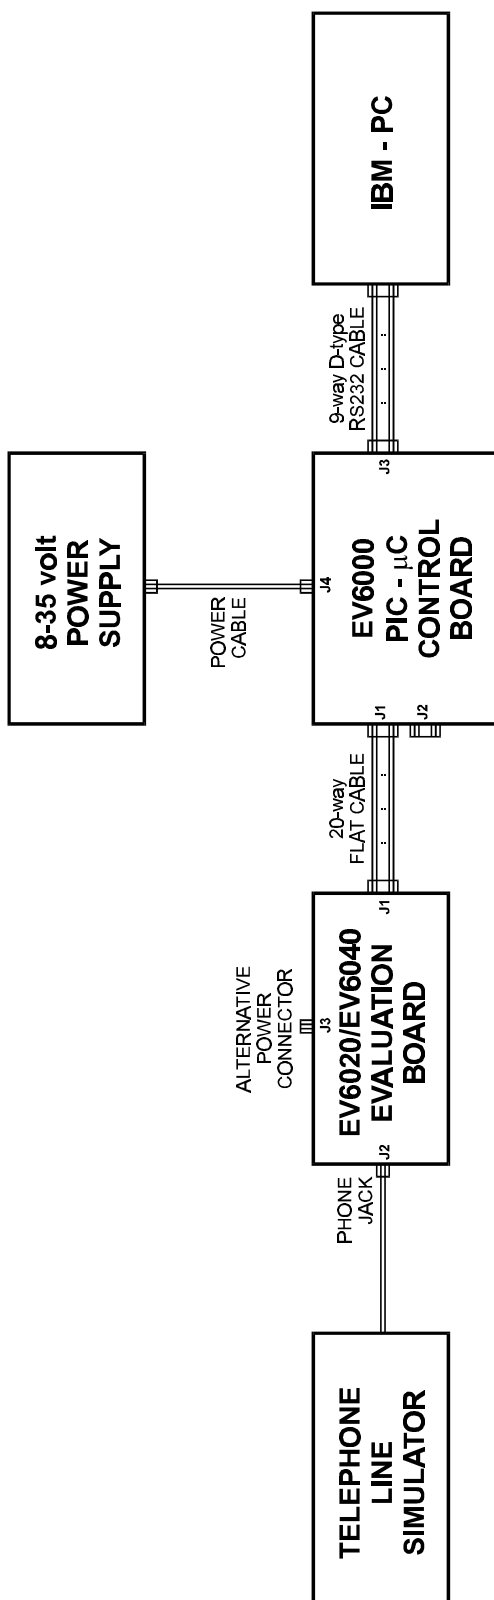 8-35 volt
POWER
SUPPLY
POWER
CABLE
TELEPHONE
LINE
SIMULATOR
PHONE
JACK
J2
EV6020/EV6040
EVALUATION
BOARD
ALTERNATIVE
POWER
CONNECTOR
J3
J1
20-way
FLAT CABLE
J1
J2
J4
EV6000
PIC - µC
CONTROL
BOARD
J3
9-way D-type
RS232 CABLE
IBM - PC